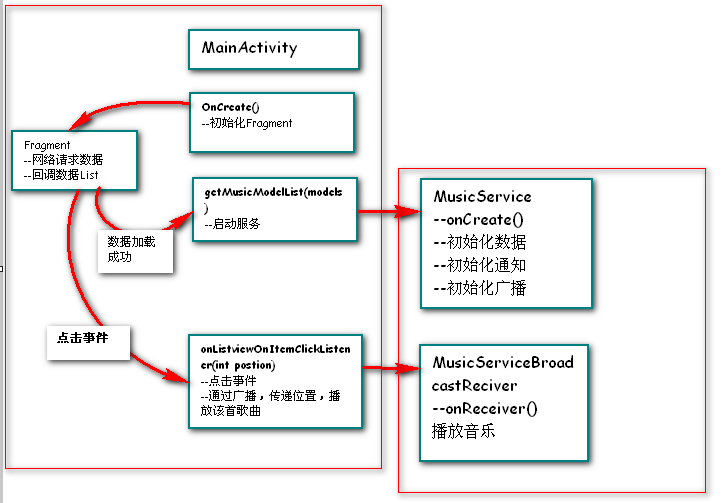 MainActivity
OnCreate()
--初始化Fragment
Fragment
--网络请求数据
--回调数据List
getMusicModelList(models
)
--启动服务
数据加载
成功
点击事件
onListviewOnItemClickListen
er(int postion)
--点击事件
--通过广播，传递位置，播
放该首歌曲
MusicService
--onCreate()
--初始化数据
--初始化通知
--初始化广播
MusicServiceBroad
castReciver
--onReceiver()
播放音乐